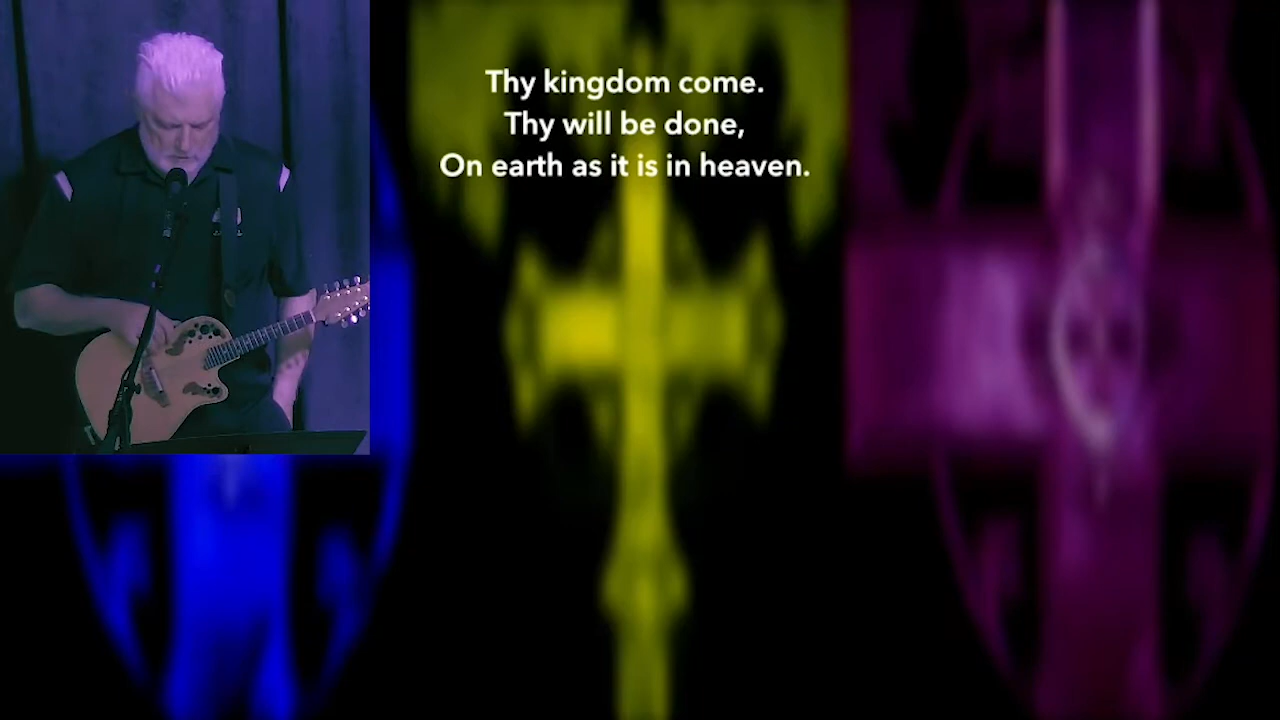 Thy kingdom come.
Thy will be done,
On earth as it is in heaven.